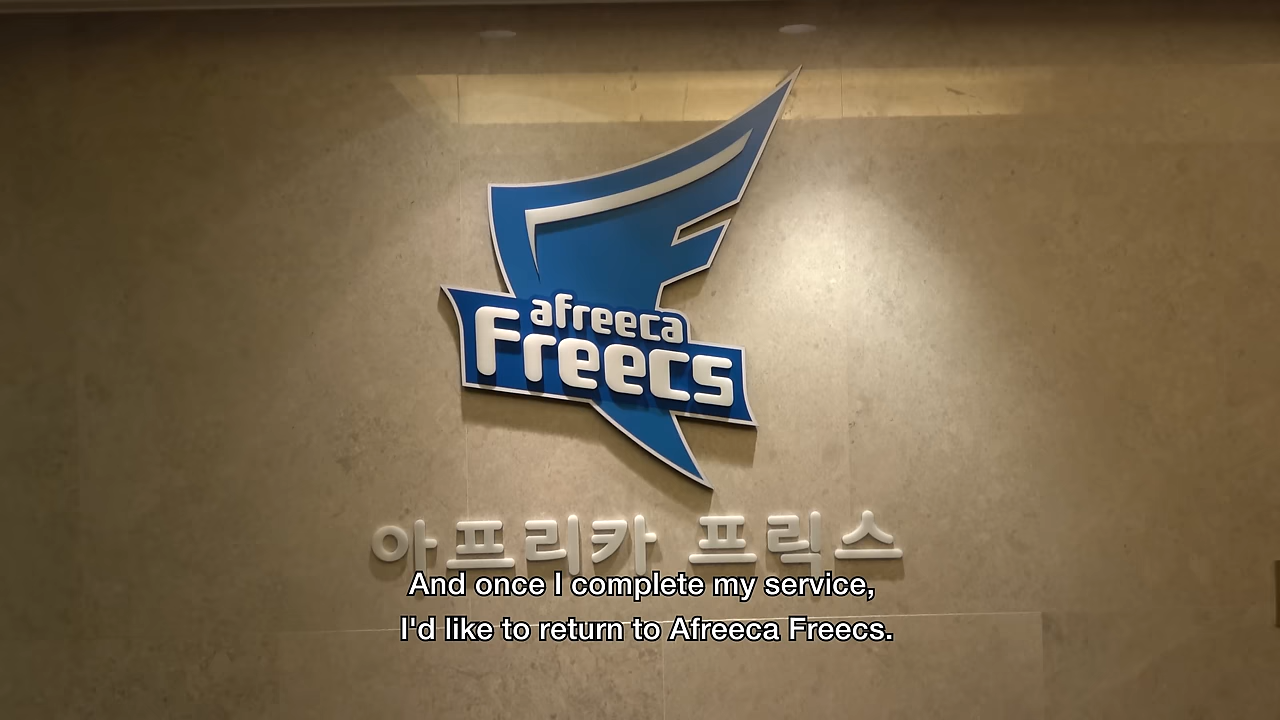 afreeca
Freecs
아프리카 프릭스
And once I complete my service,
I'd like to return to Afreeca Freecs.